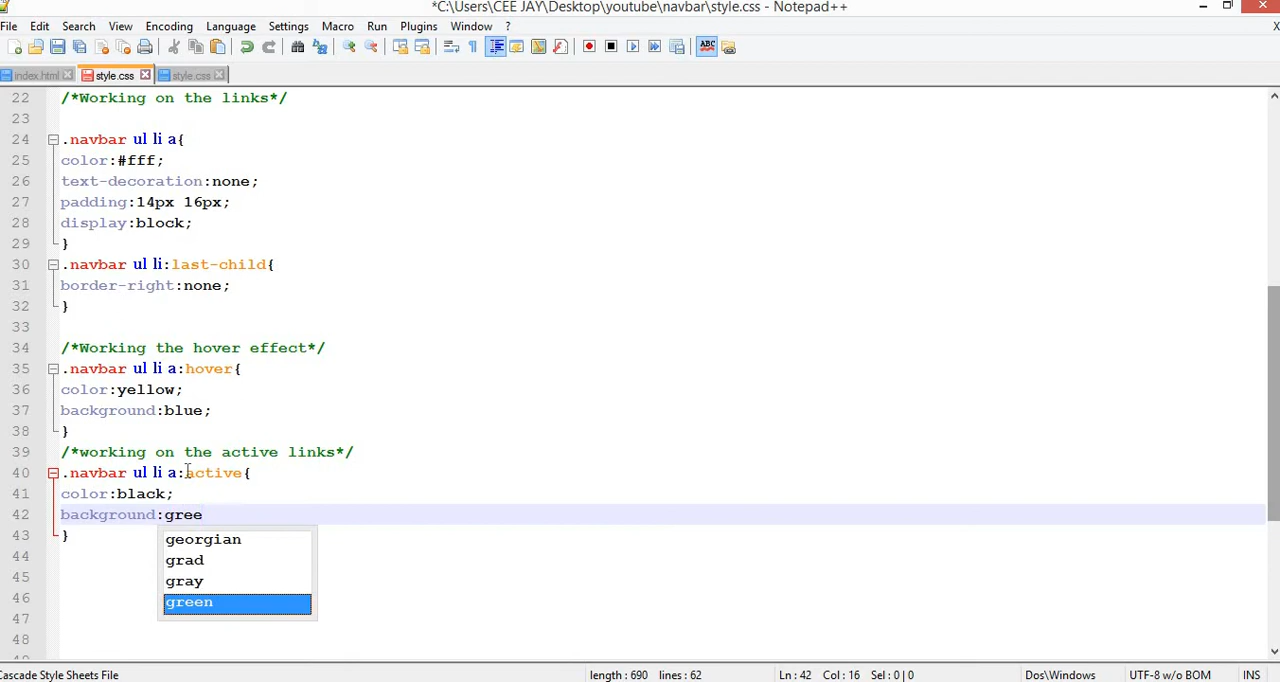 *C:\Users\CEE JAY\Desktop\youtube\navbar\style.css - Notepad++
File Edit Search View Encoding Language Settings Macro Run Plugins Window ? X
ABC
index.html style.css style.css
22 /*Working on the links*/
23
24 .navbar ul li a{
25 color:#fff;
26 text-decoration:none;
27 padding:14px 16px;
28 display:block;
29 }
30 .navbar ul li:last-child{
31 border-right:none;
32 }
33
34 /*Working the hover effect*/
35 .navbar ul li a:hover{
36 color:yellow;
37 background:blue;
38 }
39 /*working on the active links*/
40 .navbar ul li a:active{
41 color:black;
42 background:gree
43 }
georgian
44
grad
45 gray
46 green
47
48
Cascade Style Sheets File length : 690 lines : 62 Ln : 42 Col : 16 Sel : 0 | 0 Dos\Windows UTF-8 w/o BOM INS